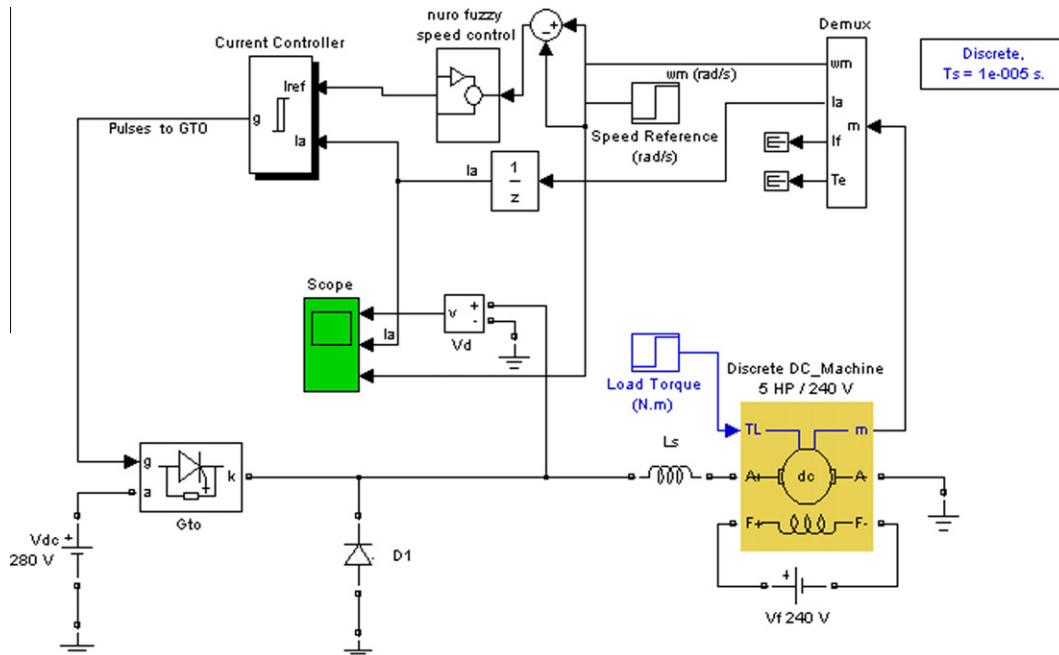 nuro fuzzy
speed control
Current Controller
Demux
Discrete,
Ts = 1e-005 s.
Iref
g
Ia
Pulses to GTO
- +
-
wm (rad/s)
wm
Ia
m
If
Te
Speed Reference
(rad/s)
Ia
1
z
Scope
Ia
v
+
-
Vd
Load Torque
(N.m)
Discrete DC_Machine
5 HP / 240 V
TL
m
A+
dc
A-
F+
F-
Ls
g
a
k
Gto
Vdc +
280 V
D1
+
Vf 240 V